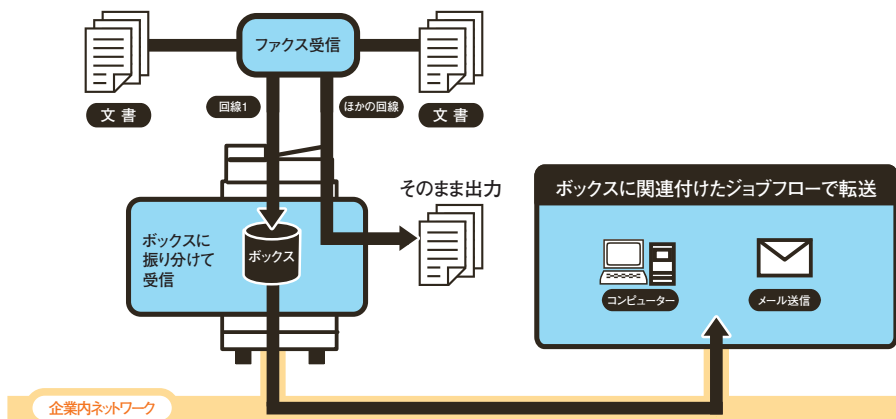 ファクス受信
文書
回線1
ほかの回線
文書
そのまま出力
ボックスに関連付けたジョブフローで転送
ボックスに
振り分けて
受信
ボックス
コンピューター
メール送信
企業内ネットワーク